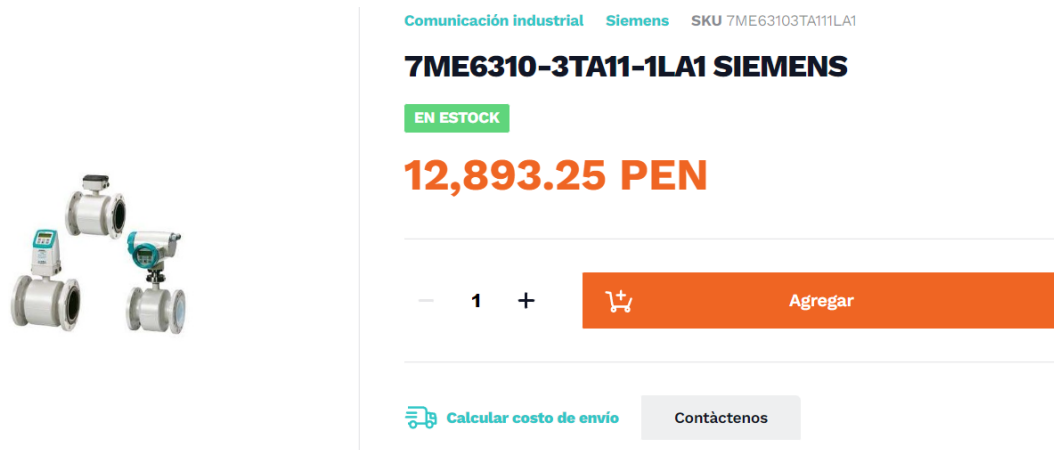 Comunicación industrial Siemens SKU 7ME63103TA111LA1
7ME6310-3TA11-1LA1 SIEMENS
EN ESTOCK
12,893.25 PEN
− 1 + Agregar
Calcular costo de envío Contàctenos